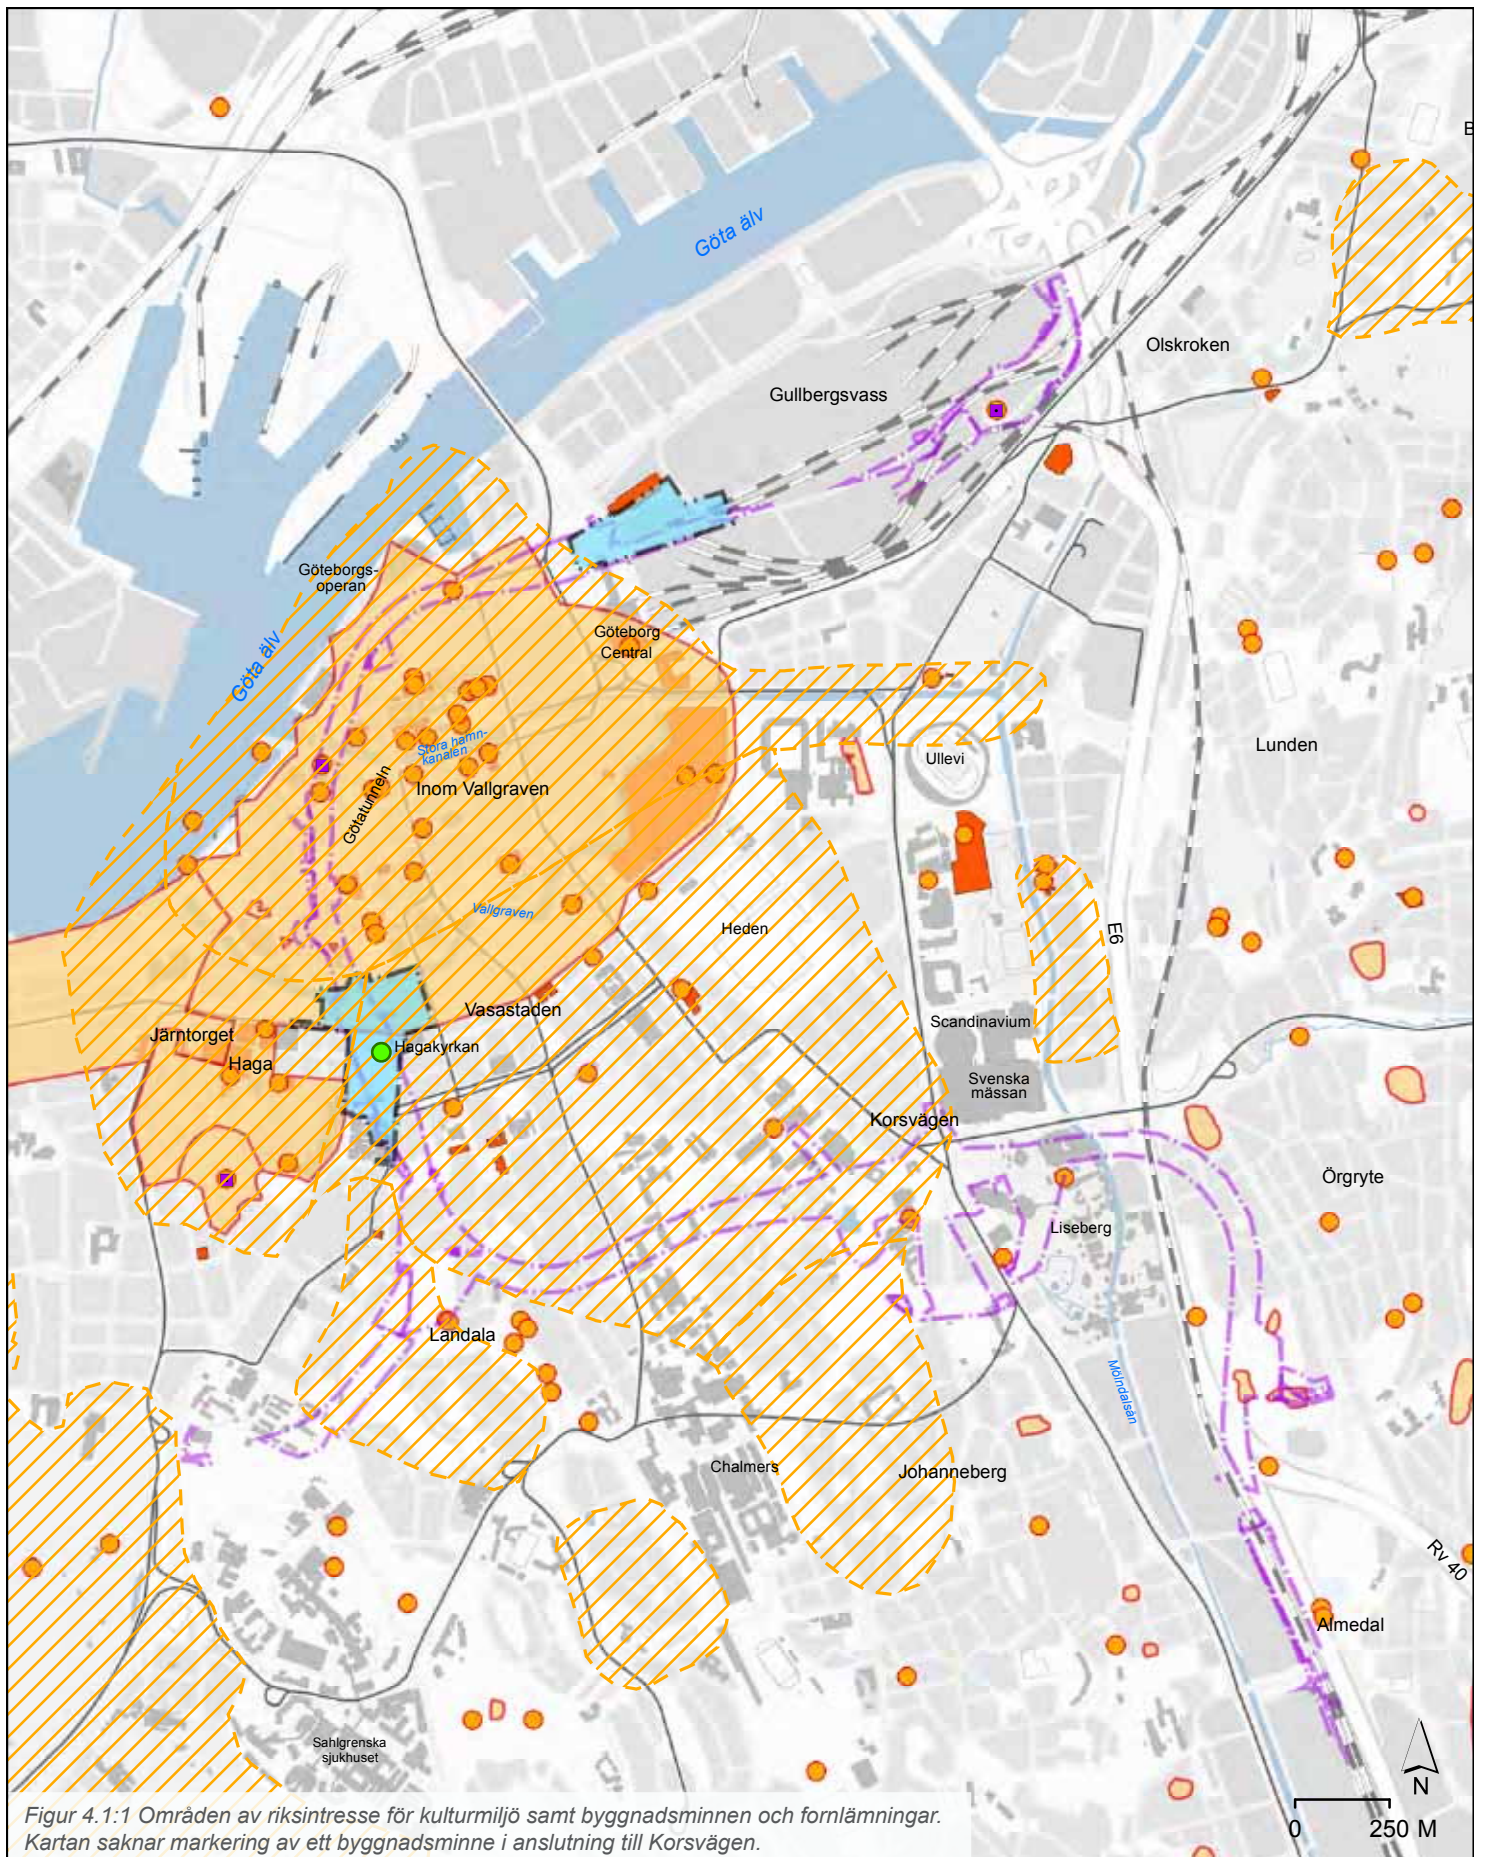 B
Göta älv
Olskroken
Gullbergsvass
Göteborgs-
operan
Göteborg
Central
Göta älv
Stora hamn-
kanalen
Ullevi
Lunden
Inom Vallgraven
Götatunneln
Vallgraven
Heden
E6
Vasastaden
Scandinavium
Järntorget
Hagakyrkan
Haga
Svenska
mässan
Korsvägen
Örgryte
Liseberg
Landala
Mölndalsån
Chalmers
Johanneberg
Rv 40
Almedal
Sahlgrenska
sjukhuset
N
0 250 M
Figur 4.1:1 Områden av riksintresse för kulturmiljö samt byggnadsminnen och fornlämningar.
Kartan saknar markering av ett byggnadsminne i anslutning till Korsvägen.